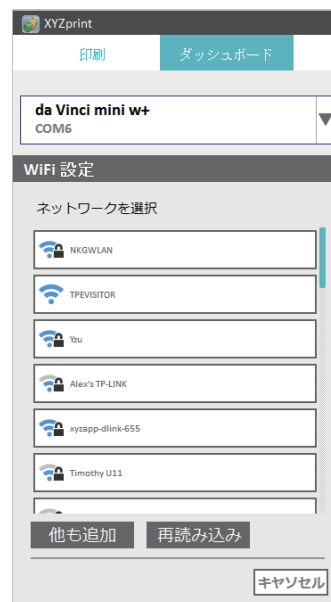 XYZprint
印刷
ダッシュボード
da Vinci mini w+
COM6
WiFi 設定
ネットワークを選択
NKGWLAN
TPEVISITOR
Yzu
Alex's TP-LINK
xyzapp-dlink-655
Timothy U11
他も追加
再読み込み
キヤソセル